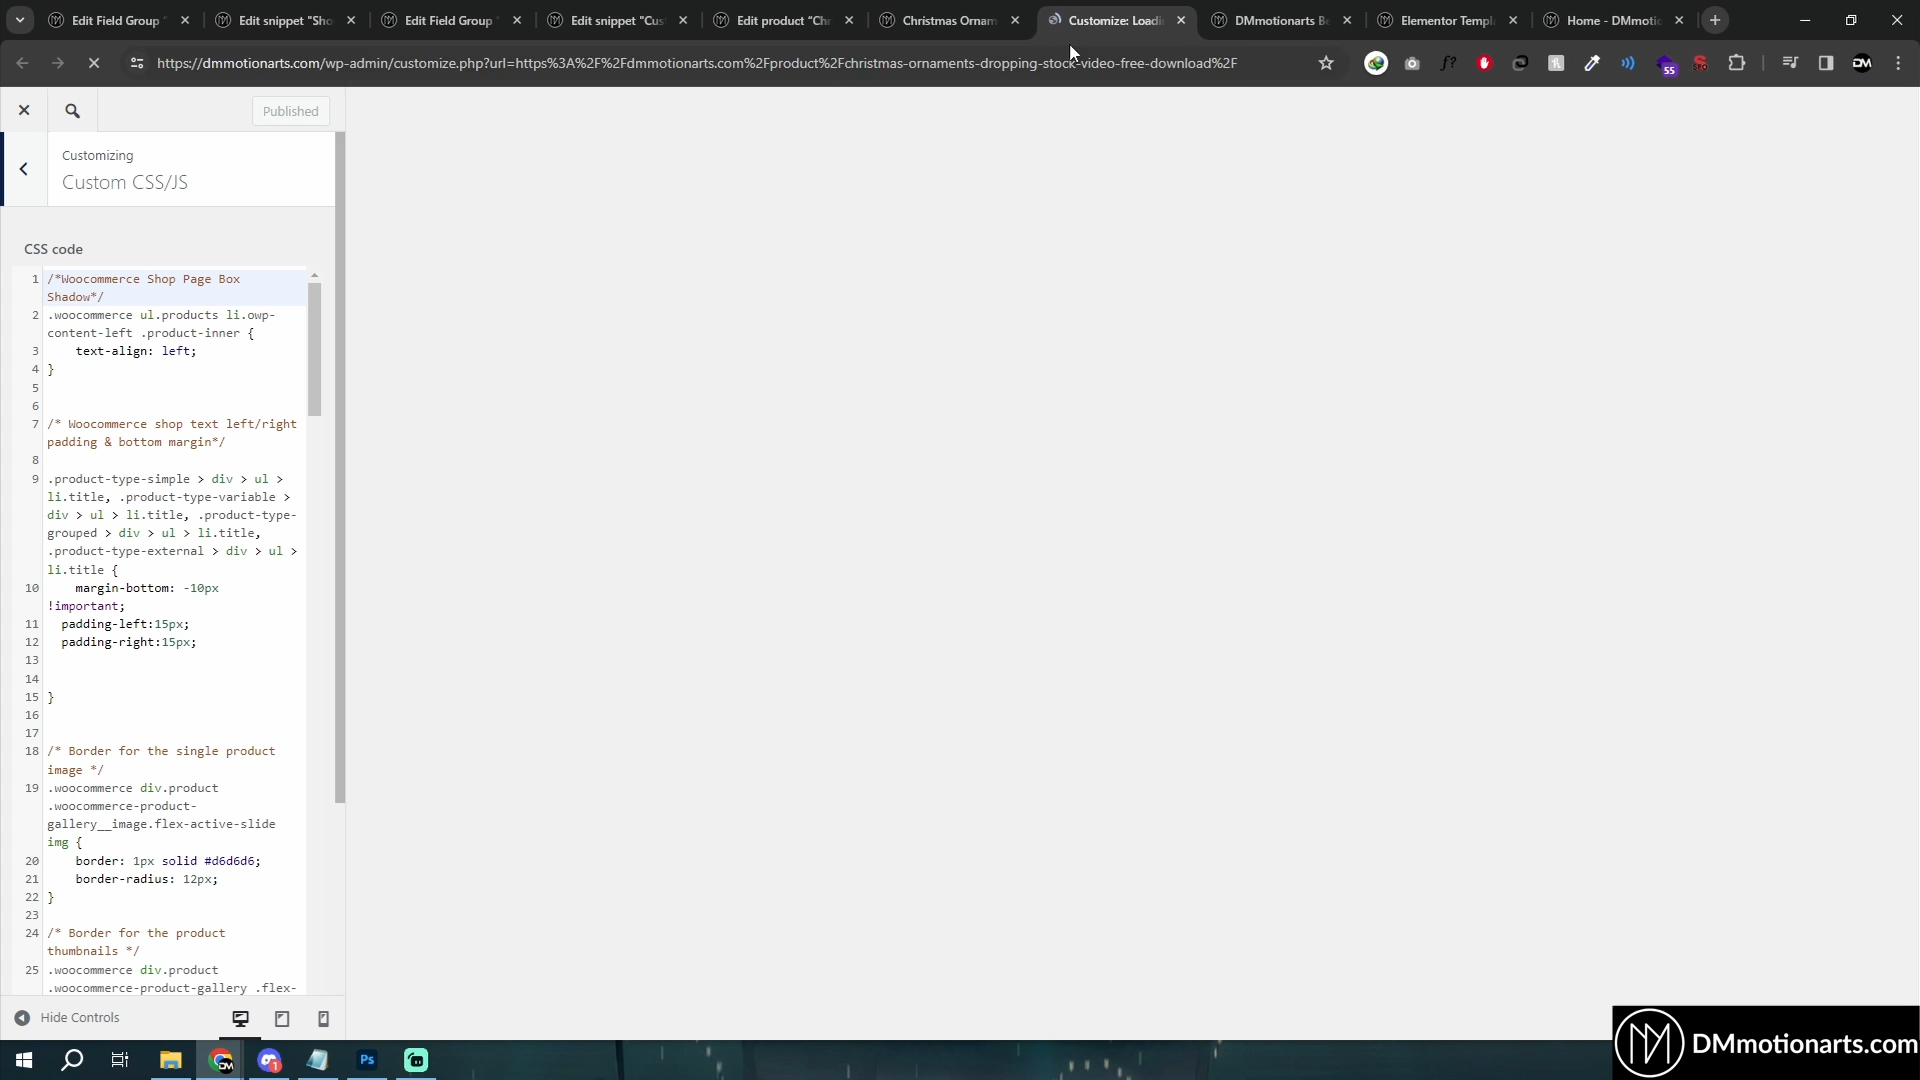 Edit Field Group "
Edit snippet "Sho
Edit Field Group "
Edit snippet "Cus
Edit product "Chr
Christmas Ornam
Customize: Loadi
DMmotionarts Be
Elementor Templ
Home - DMmotio
https://dmmotionarts.com/wp-admin/customize.php?url=https%3A%2F%2Fdmmotionarts.com%2Fproduct%2Fchristmas-ornaments-dropping-stock-video-free-download%2F
f?
55
SEO
DM
Published
Customizing
Custom CSS/JS
CSS code
1 /*Woocommerce Shop Page Box
Shadow*/
2 .woocommerce ul.products li.owp-
content-left .product-inner {
3 text-align: left;
4 }
5
6
7 /* Woocommerce shop text left/right
padding & bottom margin*/
8
9 .product-type-simple > div > ul >
li.title, .product-type-variable >
div > ul > li.title, .product-type-
grouped > div > ul > li.title,
.product-type-external > div > ul >
li.title {
10 margin-bottom: -10px
!important;
11 padding-left:15px;
12 padding-right:15px;
13
14
15 }
16
17
18 /* Border for the single product
image */
19 .woocommerce div.product
.woocommerce-product-
gallery__image.flex-active-slide
img {
20 border: 1px solid #d6d6d6;
21 border-radius: 12px;
22 }
23
24 /* Border for the product
thumbnails */
25 .woocommerce div.product
.woocommerce-product-gallery .flex-
Hide Controls
DM
1
Ps
DMmotionarts.com